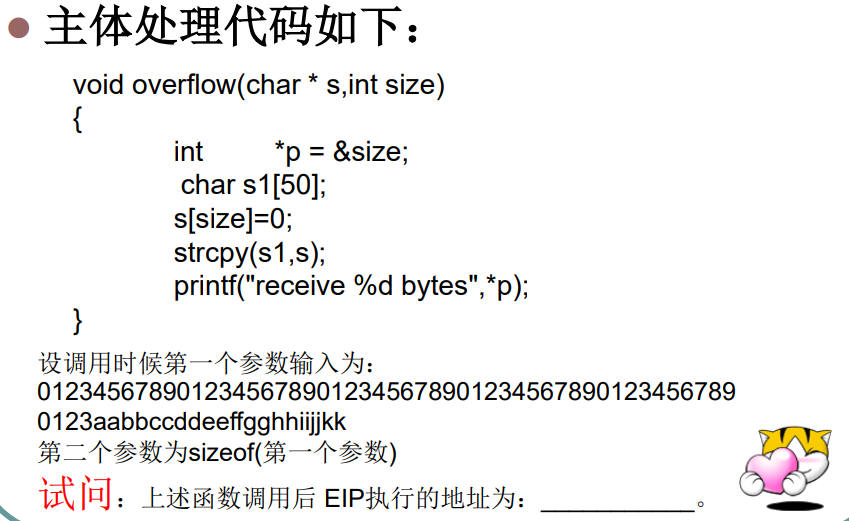 主体处理代码如下：
void overflow(char * s,int size)
{
int *p = &size;
char s1[50];
s[size]=0;
strcpy(s1,s);
printf("receive %d bytes",*p);
}
设调用时候第一个参数输入为：
01234567890123456789012345678901234567890123456789
0123aabbccddeeffgghhiijjkk
第二个参数为sizeof(第一个参数)
试问：上述函数调用后 EIP执行的地址为：___________。